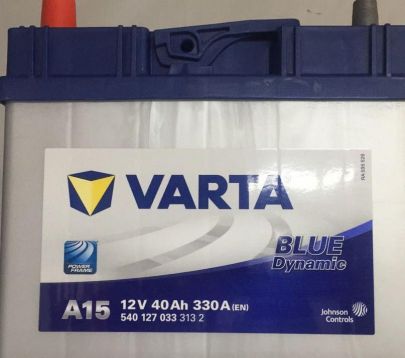 VARTA
BLUE
Dynamic
POWER
FRAME
A15 12V 40Ah 330A (EN)
540 127 033 313 2
Johnson
Controls